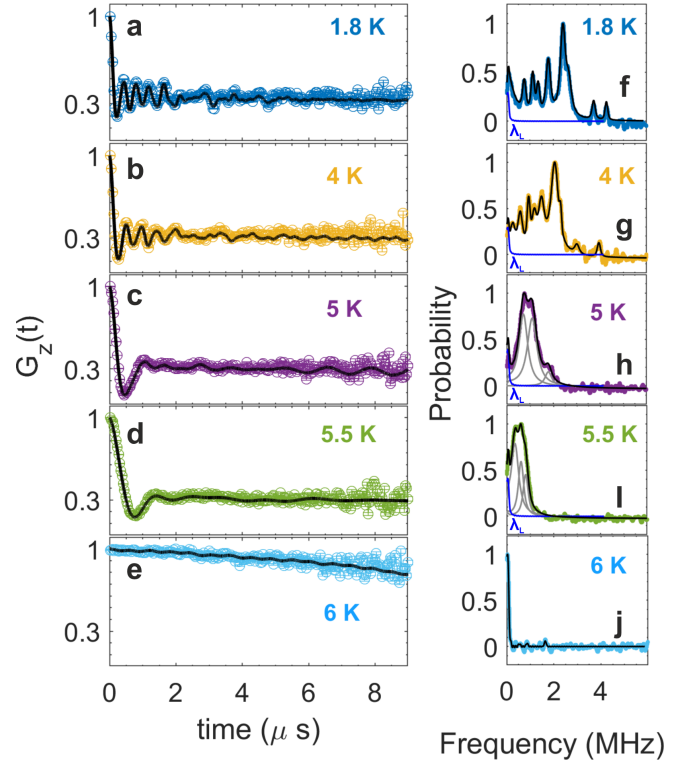 a 1.8 K
1
0.3
b 4 K
1
0.3
c 5 K
1
0.3
d 5.5 K
1
0.3
e
6 K
1
0.3
0 2 4 6 8
time (μ s)
G_z(t)
1.8 K
f
1
0.5
0
λ_L
4 K
g
1
0.5
0
λ_L
5 K
h
1
0.5
0
λ_L
5.5 K
I
1
0.5
0
λ_L
6 K
j
1
0.5
0
0 2 4
Frequency (MHz)
Probability